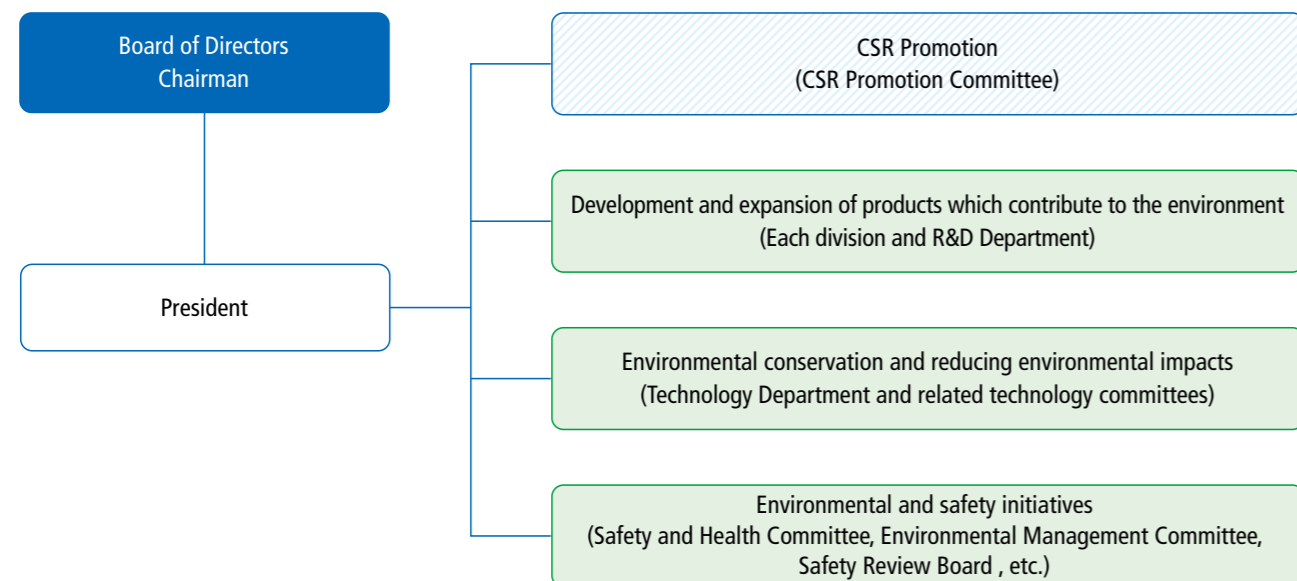 Board of Directors
Chairman
President
CSR Promotion
(CSR Promotion Committee)
Development and expansion of products which contribute to the environment
(Each division and R&D Department)
Environmental conservation and reducing environmental impacts
(Technology Department and related technology committees)
Environmental and safety initiatives
(Safety and Health Committee, Environmental Management Committee,
Safety Review Board , etc.)